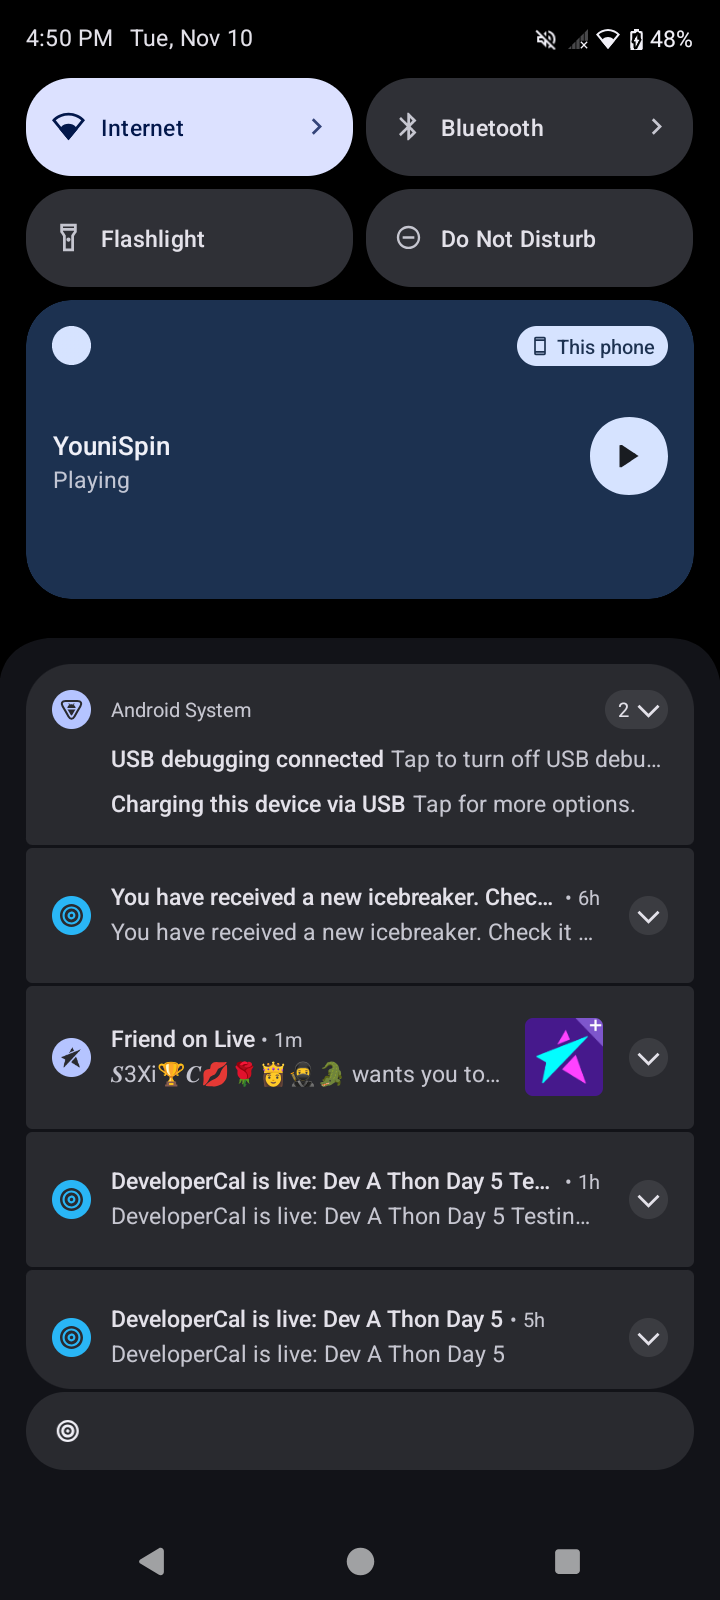 4:50 PM Tue, Nov 10 48%
Internet
Bluetooth
Flashlight
Do Not Disturb
This phone
YouniSpin
Playing
Android System 2
USB debugging connected Tap to turn off USB debu...
Charging this device via USB Tap for more options.
You have received a new icebreaker. Chec... • 6h
You have received a new icebreaker. Check it ...
Friend on Live • 1m
𝑺3Xi🏆𝑪💋🌹👸🥷🐊 wants you to...
DeveloperCal is live: Dev A Thon Day 5 Te... • 1h
DeveloperCal is live: Dev A Thon Day 5 Testin...
DeveloperCal is live: Dev A Thon Day 5 • 5h
DeveloperCal is live: Dev A Thon Day 5